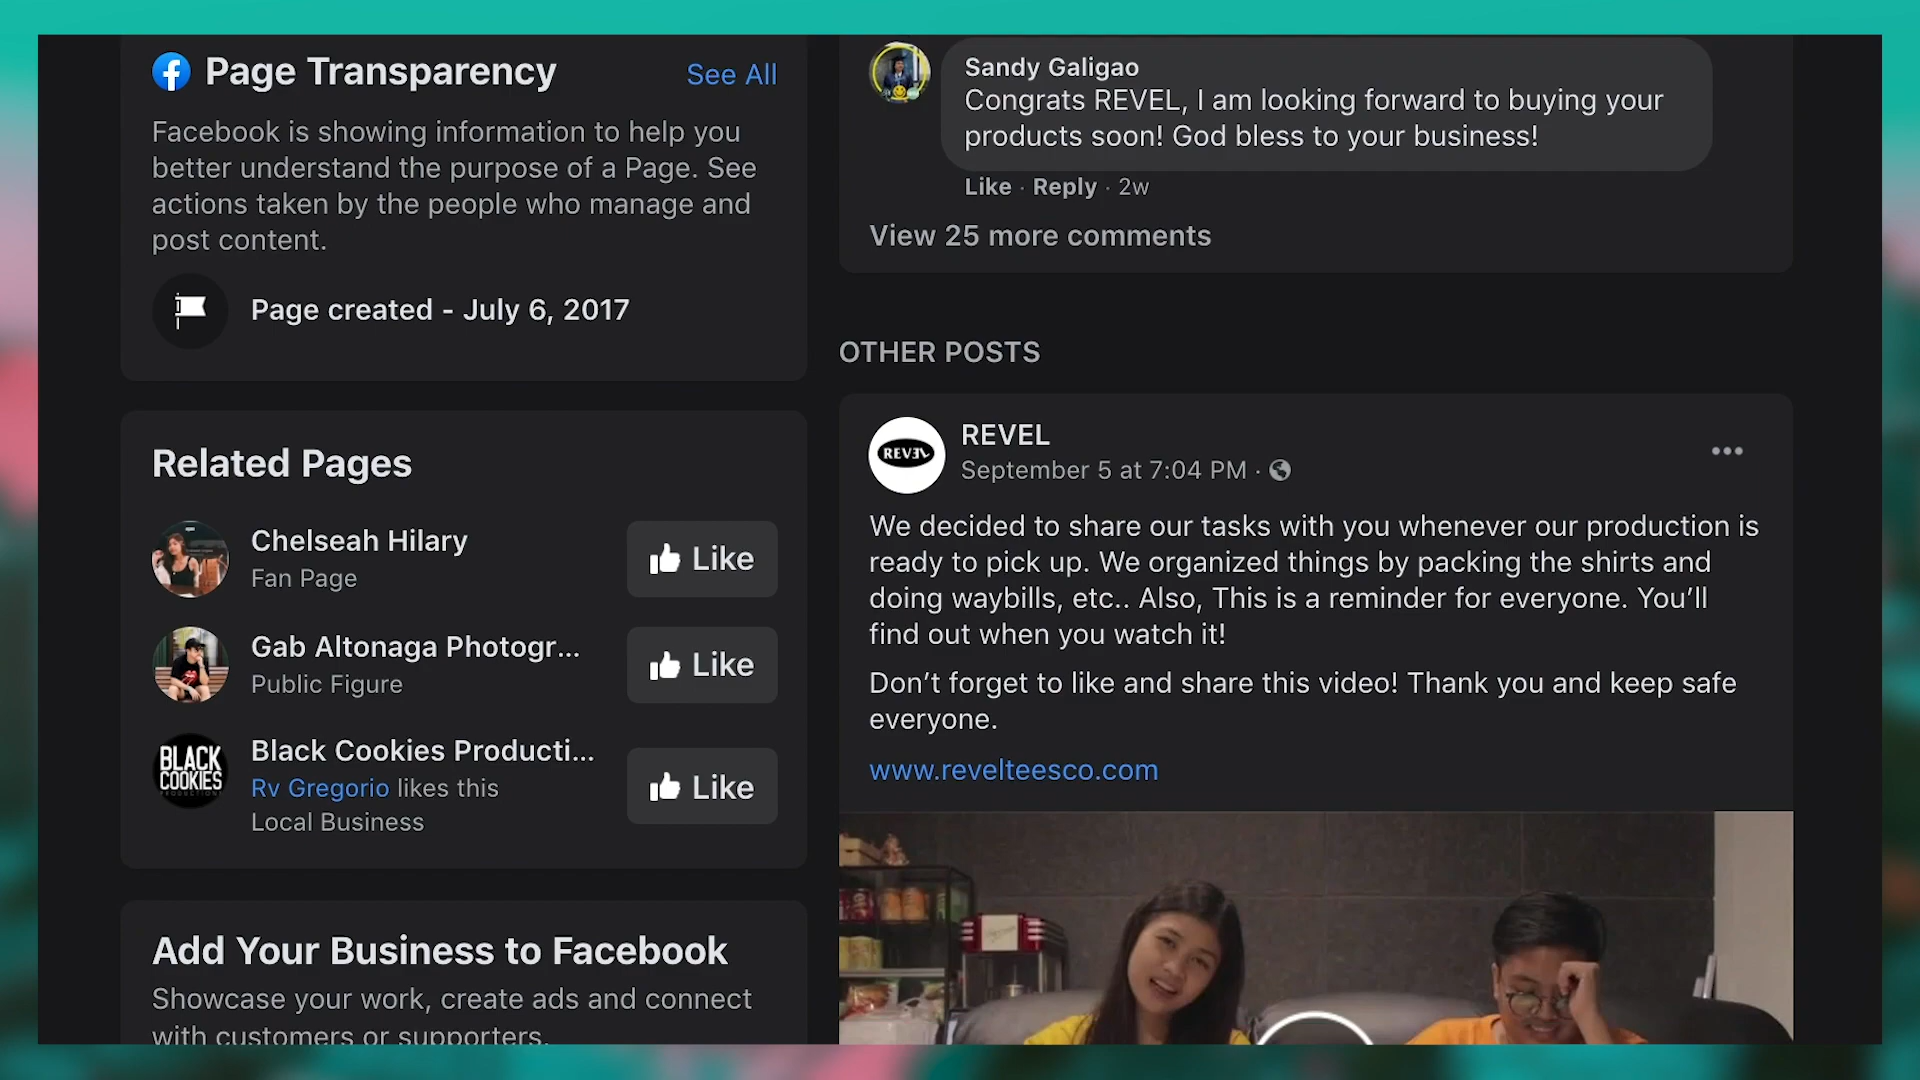 Page Transparency
See All
Facebook is showing information to help you
better understand the purpose of a Page. See
actions taken by the people who manage and
post content.
Page created - July 6, 2017
Related Pages
Chelseah Hilary
Fan Page
Like
Gab Altonaga Photogr...
Public Figure
Like
BLACK
COOKIES
PRODUCTIONS
Black Cookies Producti...
Rv Gregorio likes this
Local Business
Like
Add Your Business to Facebook
Showcase your work, create ads and connect
with customers or supporters.
Sandy Galigao
Congrats REVEL, I am looking forward to buying your
products soon! God bless to your business!
Like · Reply · 2w
View 25 more comments
OTHER POSTS
REVEL
REVEL
September 5 at 7:04 PM ·
We decided to share our tasks with you whenever our production is
ready to pick up. We organized things by packing the shirts and
doing waybills, etc.. Also, This is a reminder for everyone. You’ll
find out when you watch it!
Don’t forget to like and share this video! Thank you and keep safe
everyone.
www.revelteesco.com